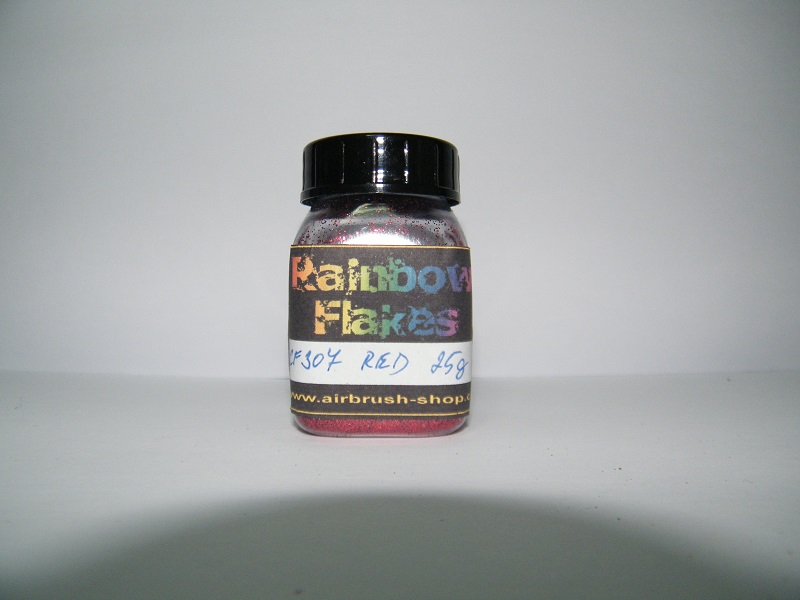 Rainbow
Flakes
CF307 RED 25g
www.airbrush-shop.